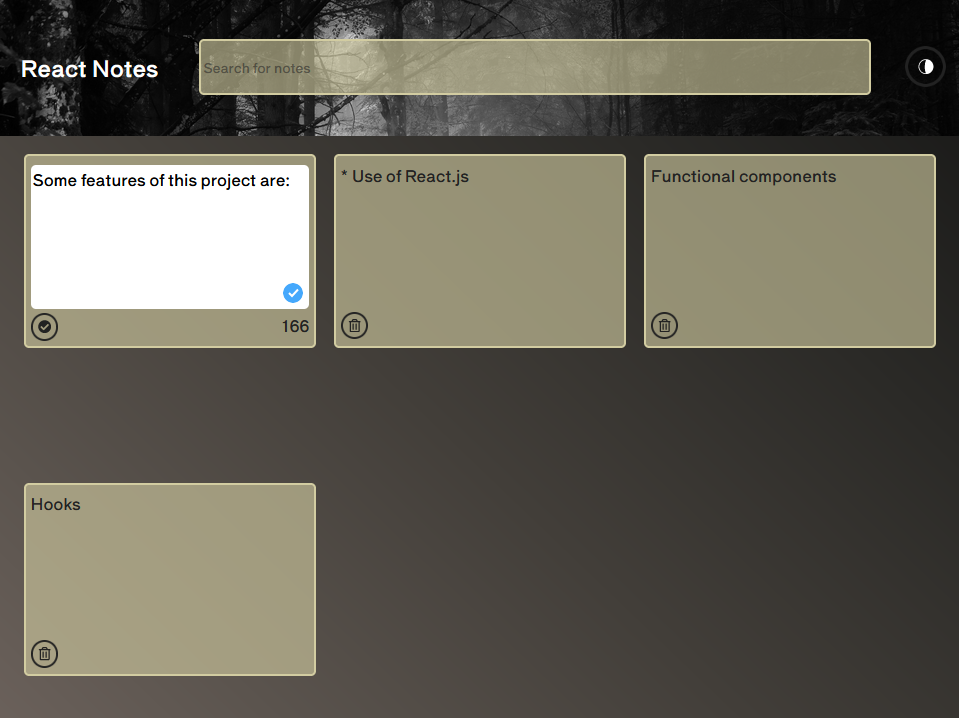 React Notes
Search for notes
Some features of this project are:
166
* Use of React.js
Functional components
Hooks